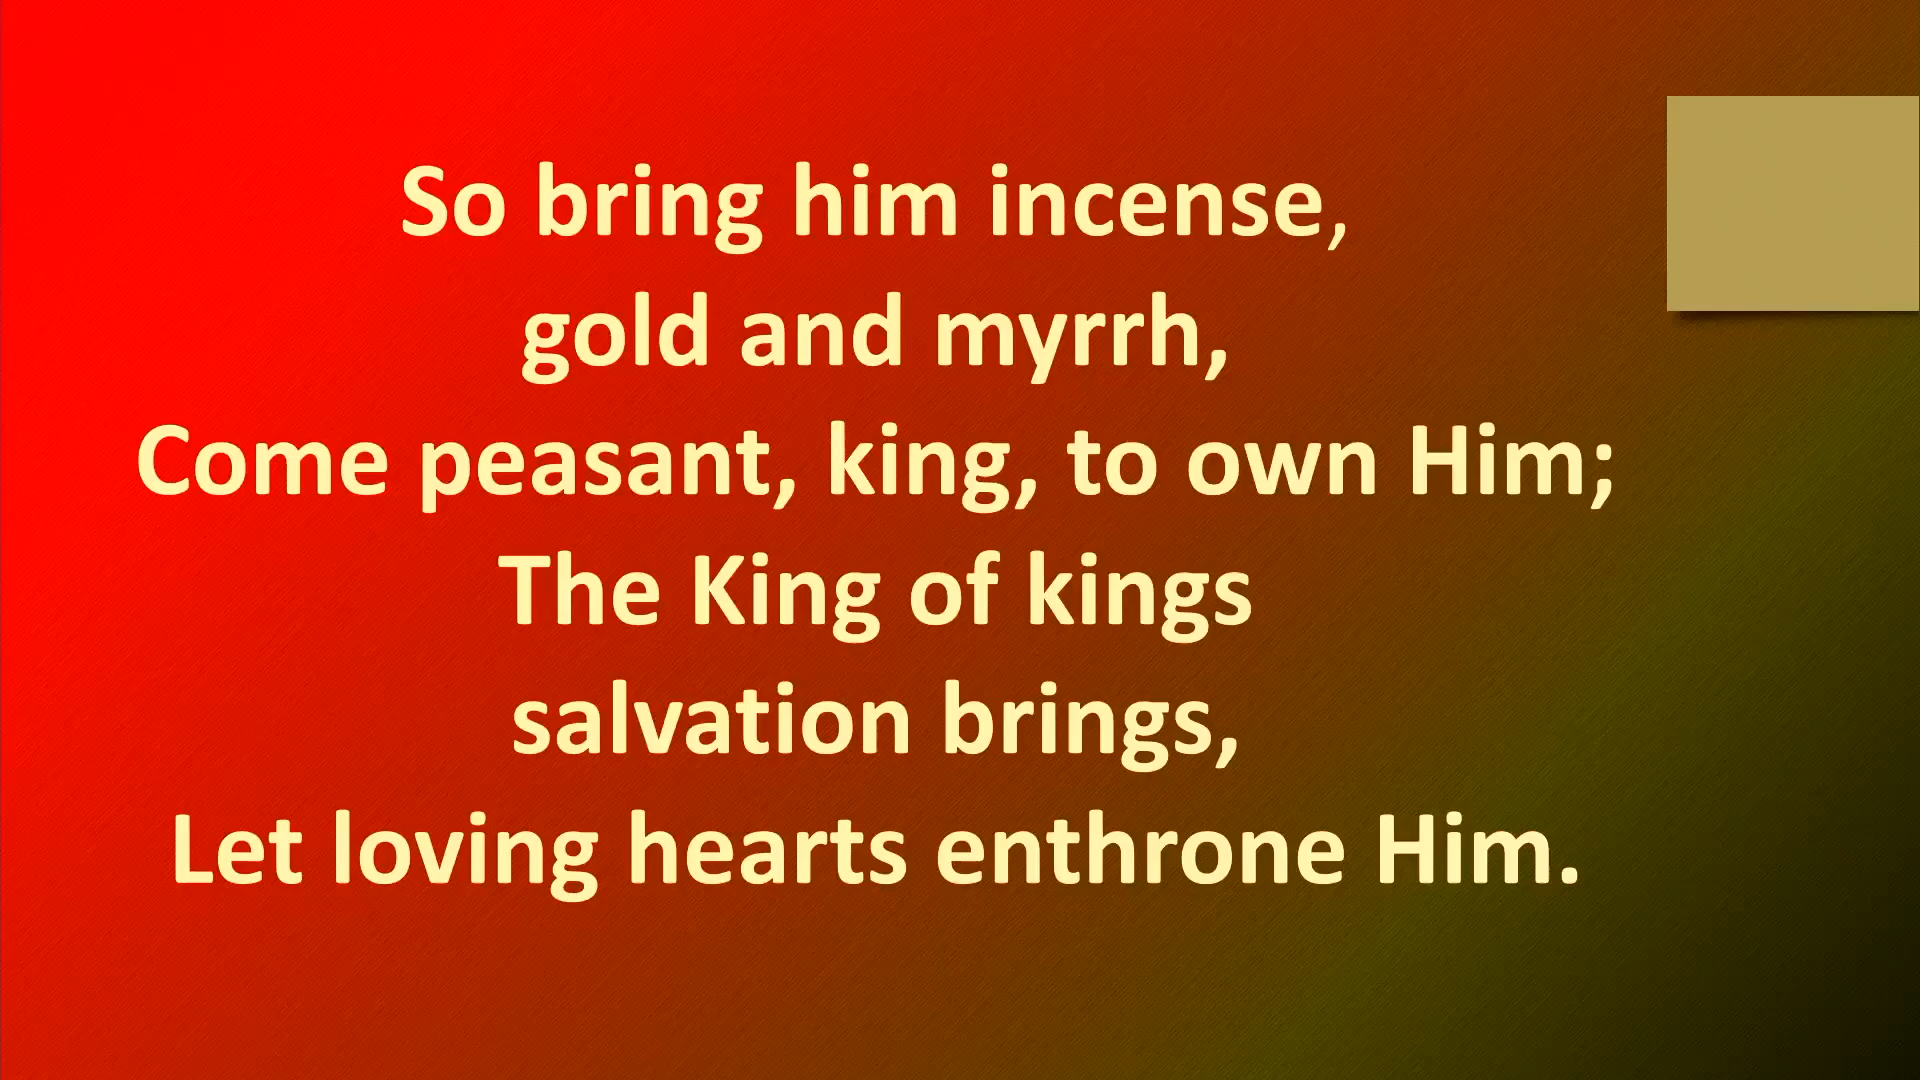 So bring him incense,
gold and myrrh,
Come peasant, king, to own Him;
The King of kings
salvation brings,
Let loving hearts enthrone Him.